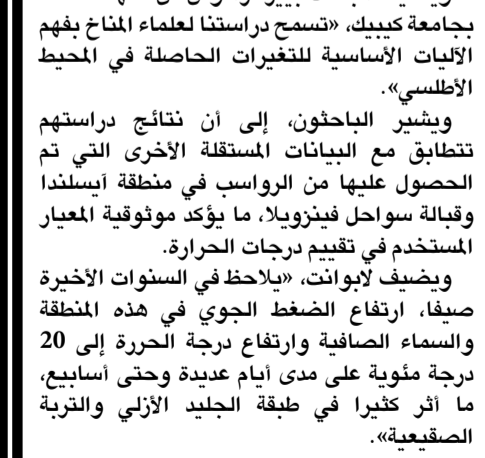 بجامعة كيبيك، «تسمح دراستنا لعلماء المناخ بفهم
الآليات الأساسية للتغيرات الحاصلة في المحيط
الأطلسي».
ويشير الباحثون، إلى أن نتائج دراستهم
تتطابق مع البيانات المستقلة الأخرى التي تم
الحصول عليها من الرواسب في منطقة آيسلندا
وقبالة سواحل فينزويلا، ما يؤكد موثوقية المعيار
المستخدم في تقييم درجات الحرارة.
ويضيف لابوانت، «يلاحظ في السنوات الأخيرة
صيفا، ارتفاع الضغط الجوي في هذه المنطقة
والسماء الصافية وارتفاع درجة الحررة إلى 20
درجة مئوية على مدى أيام عديدة وحتى أسابيع،
ما أثر كثيرا في طبقة الجليد الأزلي والتربة
الصقيعية».